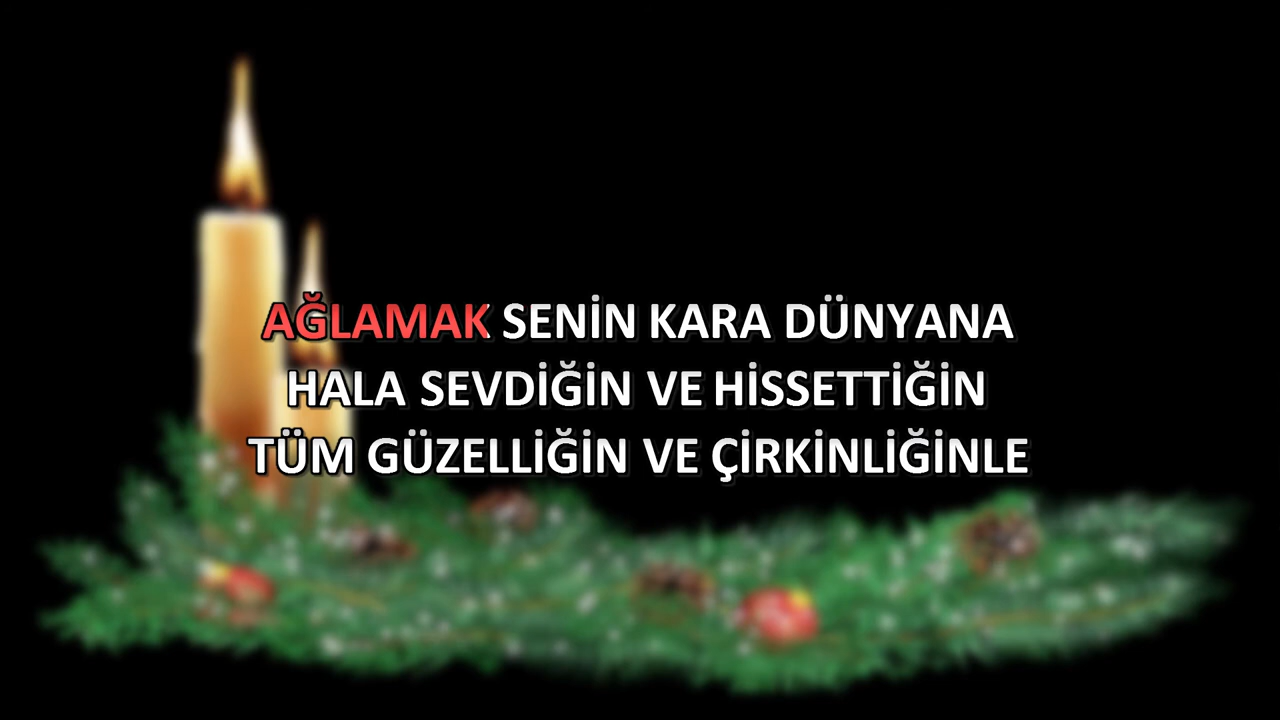 AĞLAMAK SENİN KARA DÜNYANA
HALA SEVDİĞİN VE HİSSETTİĞİN
TÜM GÜZELLİĞİN VE ÇİRKİNLİĞİNLE